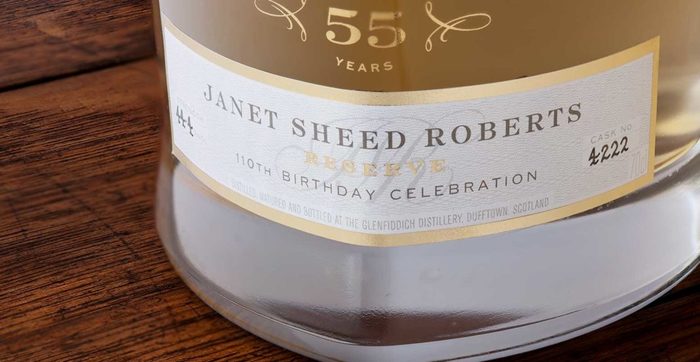 55
YEARS
JANET SHEED ROBERTS
RESERVE
110TH BIRTHDAY CELEBRATION
CASK NO
4222
DISTILLED, MATURED AND BOTTLED AT THE GLENFIDDICH DISTILLERY, DUFFTOWN, SCOTLAND